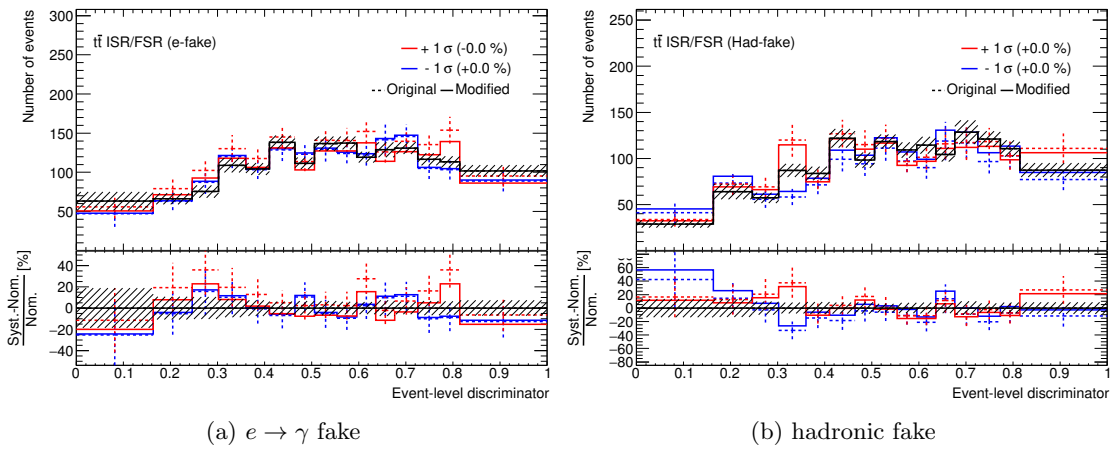 Number of events
300
250
200
150
100
50
tt̄ ISR/FSR (e-fake)
+ 1 σ (-0.0 %)
- 1 σ (+0.0 %)
Original Modified
Syst.-Nom. [%]
Nom.
40
20
0
−20
−40
0 0.1 0.2 0.3 0.4 0.5 0.6 0.7 0.8 0.9 1
Event-level discriminator
(a) e → γ fake
Number of events
250
200
150
100
50
tt̄ ISR/FSR (Had-fake)
+ 1 σ (+0.0 %)
- 1 σ (+0.0 %)
Original Modified
Syst.-Nom. [%]
Nom.
60
40
20
0
−20
−40
−60
−80
0 0.1 0.2 0.3 0.4 0.5 0.6 0.7 0.8 0.9 1
Event-level discriminator
(b) hadronic fake